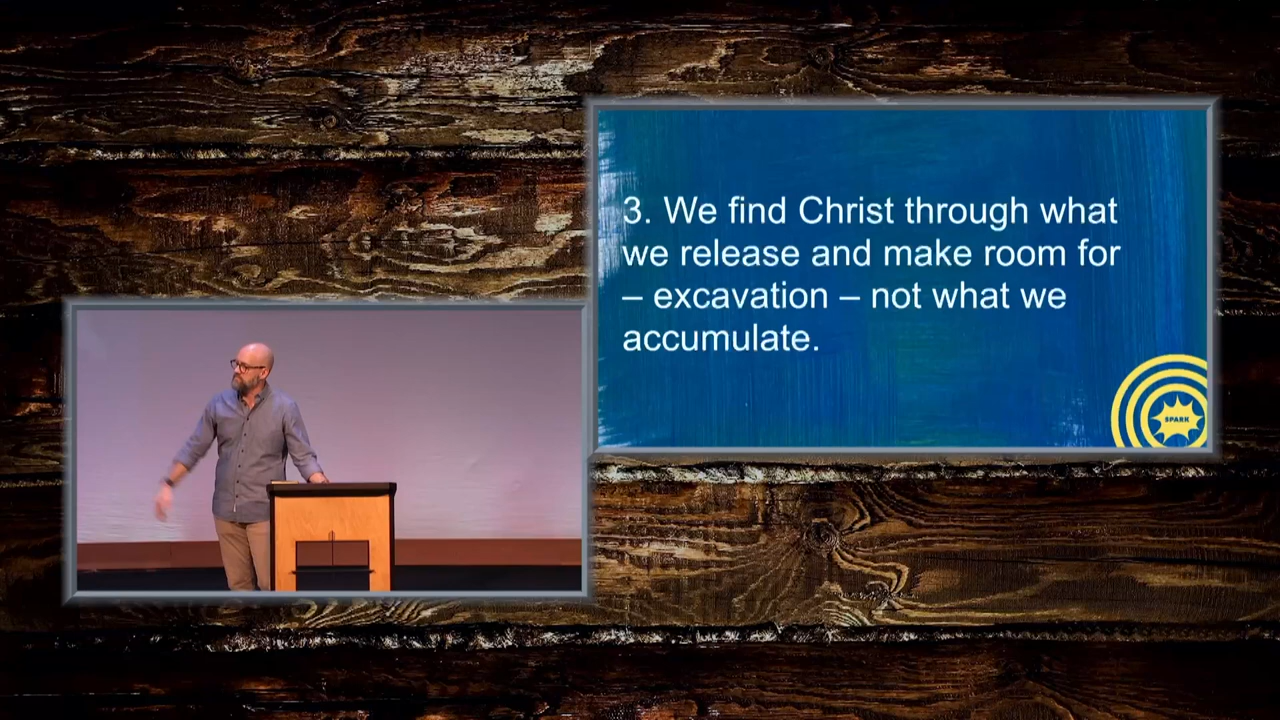 3. We find Christ through what
we release and make room for
– excavation – not what we
accumulate.
SPARK